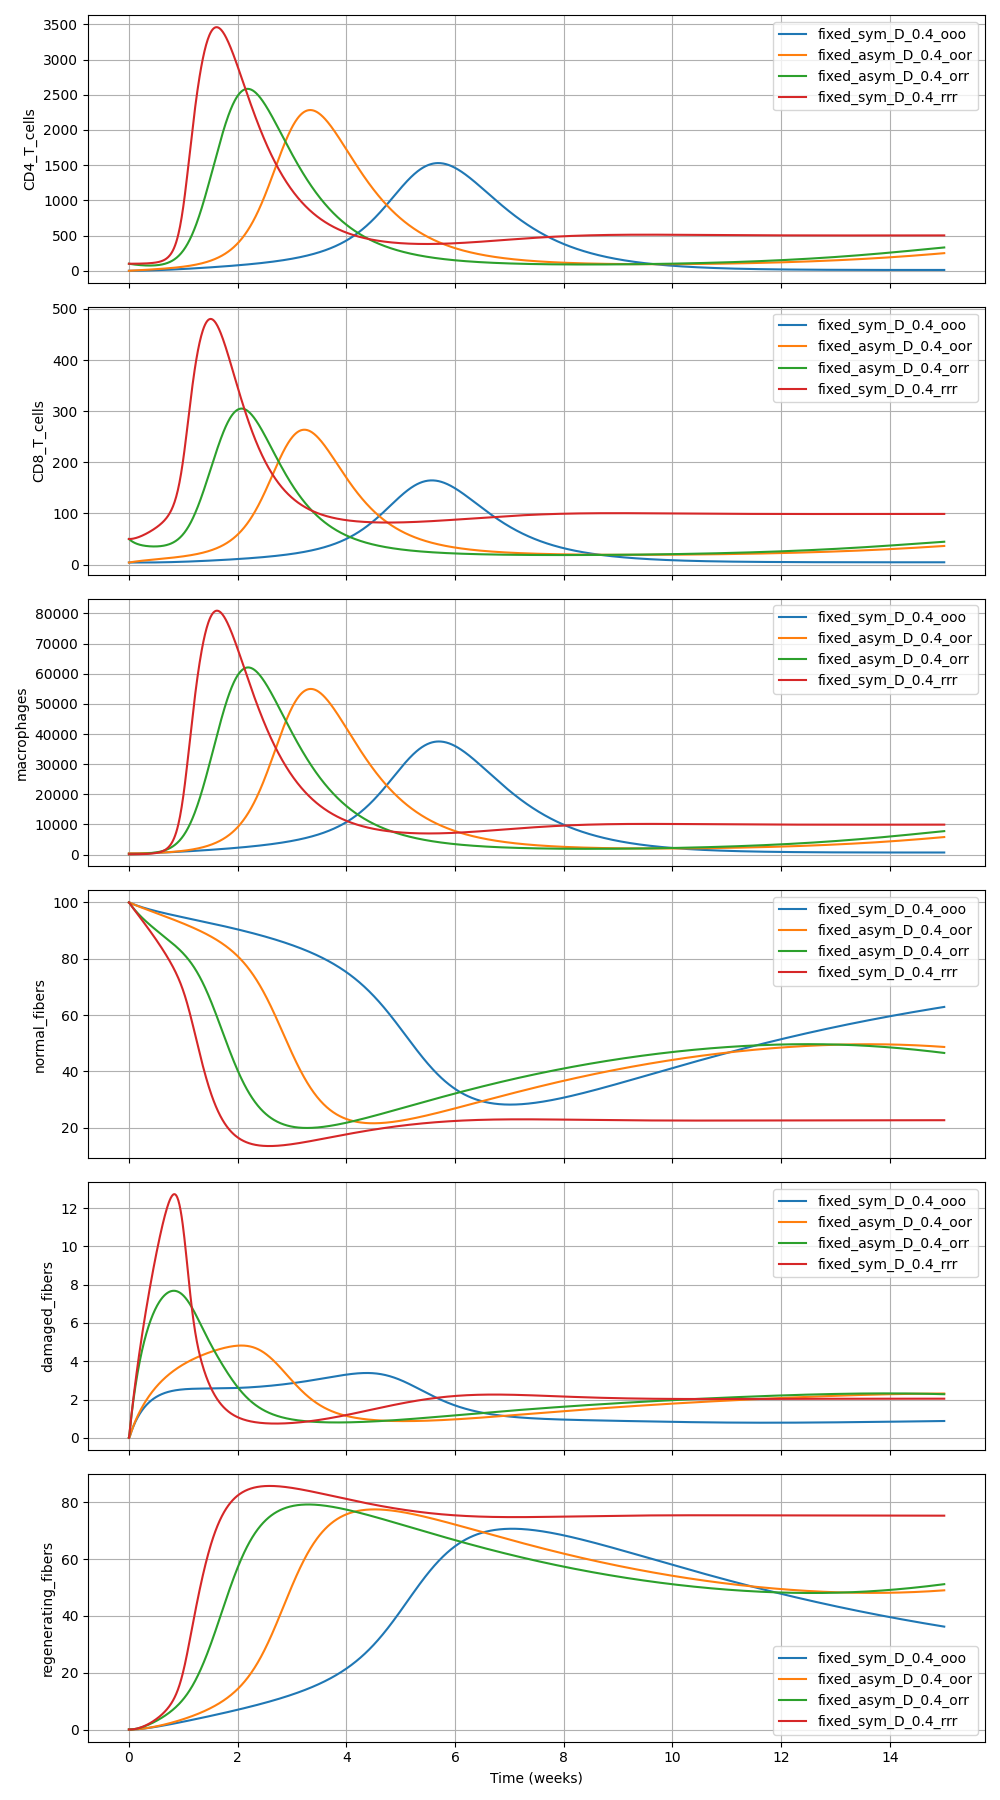 3500
3000
2500
2000
1500
1000
500
0
CD4_T_cells
fixed_sym_D_0.4_ooo
fixed_asym_D_0.4_oor
fixed_asym_D_0.4_orr
fixed_sym_D_0.4_rrr
500
400
300
200
100
0
CD8_T_cells
fixed_sym_D_0.4_ooo
fixed_asym_D_0.4_oor
fixed_asym_D_0.4_orr
fixed_sym_D_0.4_rrr
80000
70000
60000
50000
40000
30000
20000
10000
0
macrophages
fixed_sym_D_0.4_ooo
fixed_asym_D_0.4_oor
fixed_asym_D_0.4_orr
fixed_sym_D_0.4_rrr
100
80
60
40
20
normal_fibers
fixed_sym_D_0.4_ooo
fixed_asym_D_0.4_oor
fixed_asym_D_0.4_orr
fixed_sym_D_0.4_rrr
12
10
8
6
4
2
0
damaged_fibers
fixed_sym_D_0.4_ooo
fixed_asym_D_0.4_oor
fixed_asym_D_0.4_orr
fixed_sym_D_0.4_rrr
80
60
40
20
0
regenerating_fibers
fixed_sym_D_0.4_ooo
fixed_asym_D_0.4_oor
fixed_asym_D_0.4_orr
fixed_sym_D_0.4_rrr
0 2 4 6 8 10 12 14
Time (weeks)